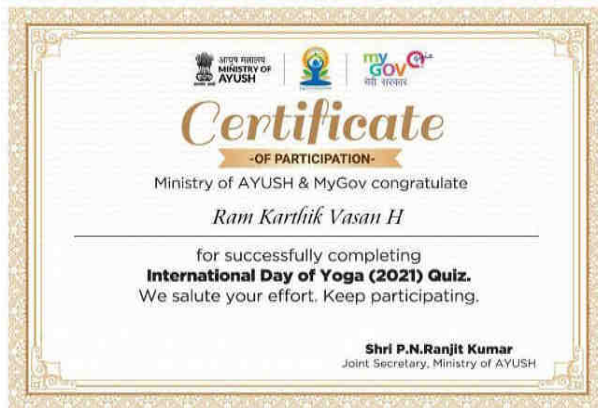 आयुष मंत्रालय
MINISTRY OF
AYUSH
my
GOV
मेरी सरकार
Certificate
-OF PARTICIPATION-
Ministry of AYUSH & MyGov congratulate
Ram Karthik Vasan H
for successfully completing
International Day of Yoga (2021) Quiz.
We salute your effort. Keep participating.
Shri P.N.Ranjit Kumar
Joint Secretary, Ministry of AYUSH